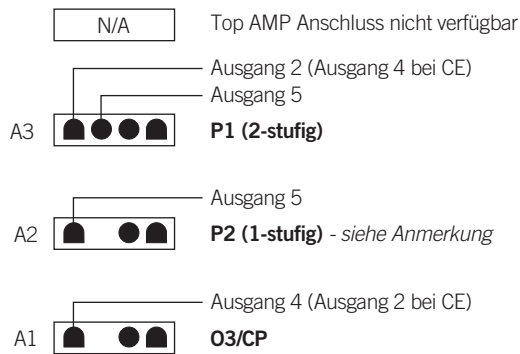 N/A Top AMP Anschluss nicht verfügbar
Ausgang 2 (Ausgang 4 bei CE)
Ausgang 5
A3 P1 (2-stufig)
Ausgang 5
A2 P2 (1-stufig) - siehe Anmerkung
Ausgang 4 (Ausgang 2 bei CE)
A1 O3/CP